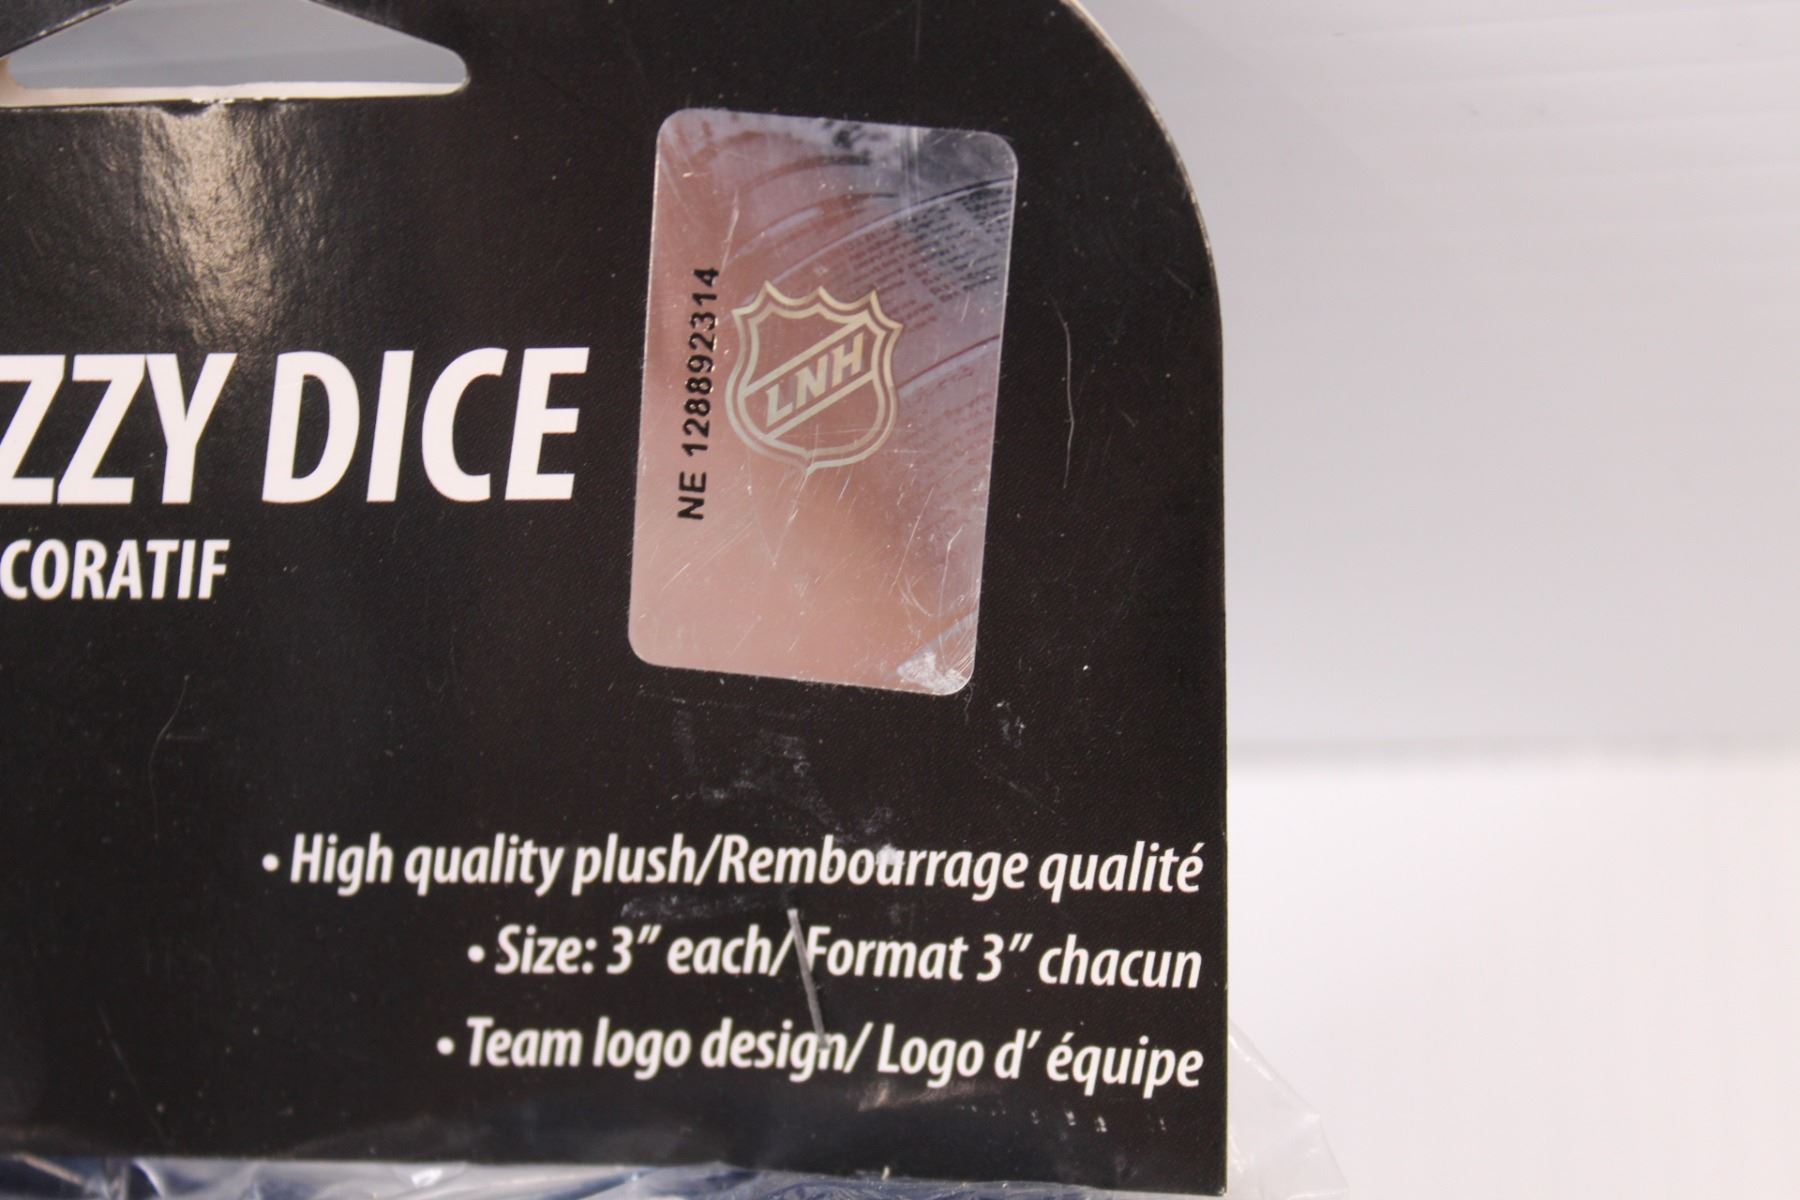 ZZY DICE
CORATIF
NE 128892314
LNH
• High quality plush/Rembourrage qualité
• Size: 3" each/ Format 3" chacun
• Team logo design/ Logo d' équipe